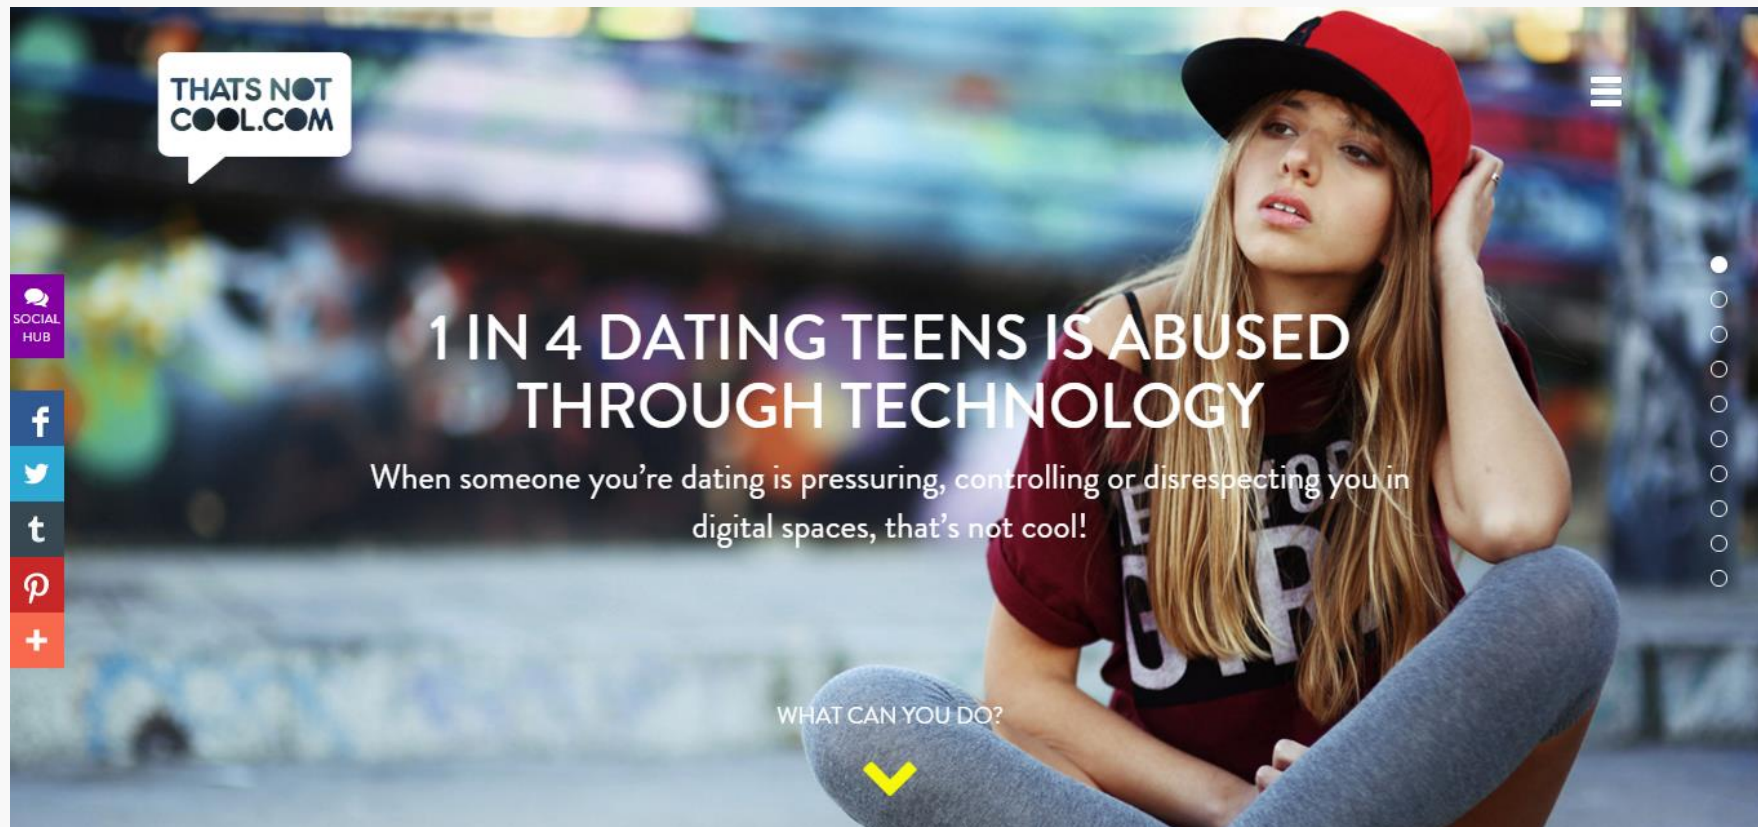 THATS NOT
COOL.COM
SOCIAL
HUB
1 IN 4 DATING TEENS IS ABUSED
THROUGH TECHNOLOGY
When someone you're dating is pressuring, controlling or disrespecting you in
digital spaces, that's not cool!
WHAT CAN YOU DO?